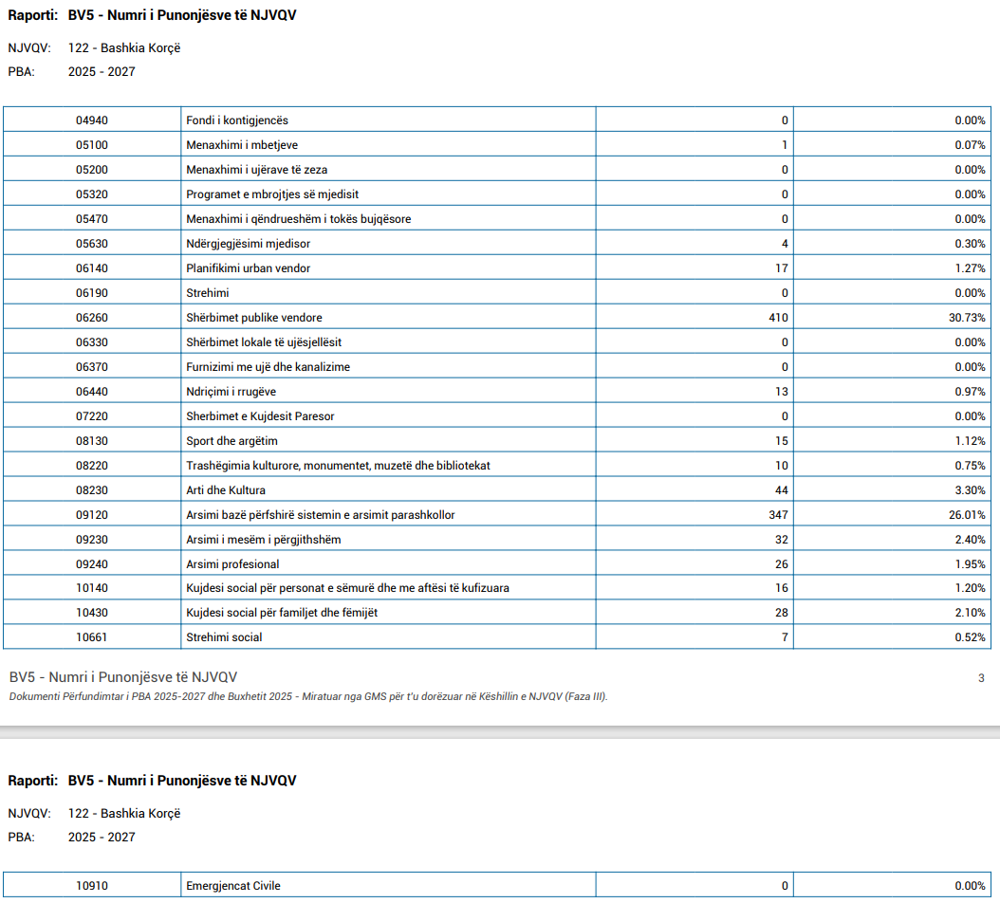 Raporti: BV5 - Numri i Punonjësve të NJVQV
NJVQV: 122 - Bashkia Korçë
PBA: 2025 - 2027
04940 Fondi i kontigjencës 0 0.00%
05100 Menaxhimi i mbetjeve 1 0.07%
05200 Menaxhimi i ujërave të zeza 0 0.00%
05320 Programet e mbrojtjes së mjedisit 0 0.00%
05470 Menaxhimi i qëndrueshëm i tokës bujqësore 0 0.00%
05630 Ndërgjegjësimi mjedisor 4 0.30%
06140 Planifikimi urban vendor 17 1.27%
06190 Strehimi 0 0.00%
06260 Shërbimet publike vendore 410 30.73%
06330 Shërbimet lokale të ujësjellësit 0 0.00%
06370 Furnizimi me ujë dhe kanalizime 0 0.00%
06440 Ndriçimi i rrugëve 13 0.97%
07220 Sherbimet e Kujdesit Paresor 0 0.00%
08130 Sport dhe argëtim 15 1.12%
08220 Trashëgimia kulturore, monumentet, muzetë dhe bibliotekat 10 0.75%
08230 Arti dhe Kultura 44 3.30%
09120 Arsimi bazë përfshirë sistemin e arsimit parashkollor 347 26.01%
09230 Arsimi i mesëm i përgjithshëm 32 2.40%
09240 Arsimi profesional 26 1.95%
10140 Kujdesi social për personat e sëmurë dhe me aftësi të kufizuara 16 1.20%
10430 Kujdesi social për familjet dhe fëmijët 28 2.10%
10661 Strehimi social 7 0.52%
BV5 - Numri i Punonjësve të NJVQV 3
Dokumenti Përfundimtar i PBA 2025-2027 dhe Buxhetit 2025 - Miratuar nga GMS për t'u dorëzuar në Këshillin e NJVQV (Faza III).
Raporti: BV5 - Numri i Punonjësve të NJVQV
NJVQV: 122 - Bashkia Korçë
PBA: 2025 - 2027
10910 Emergjencat Civile 0 0.00%